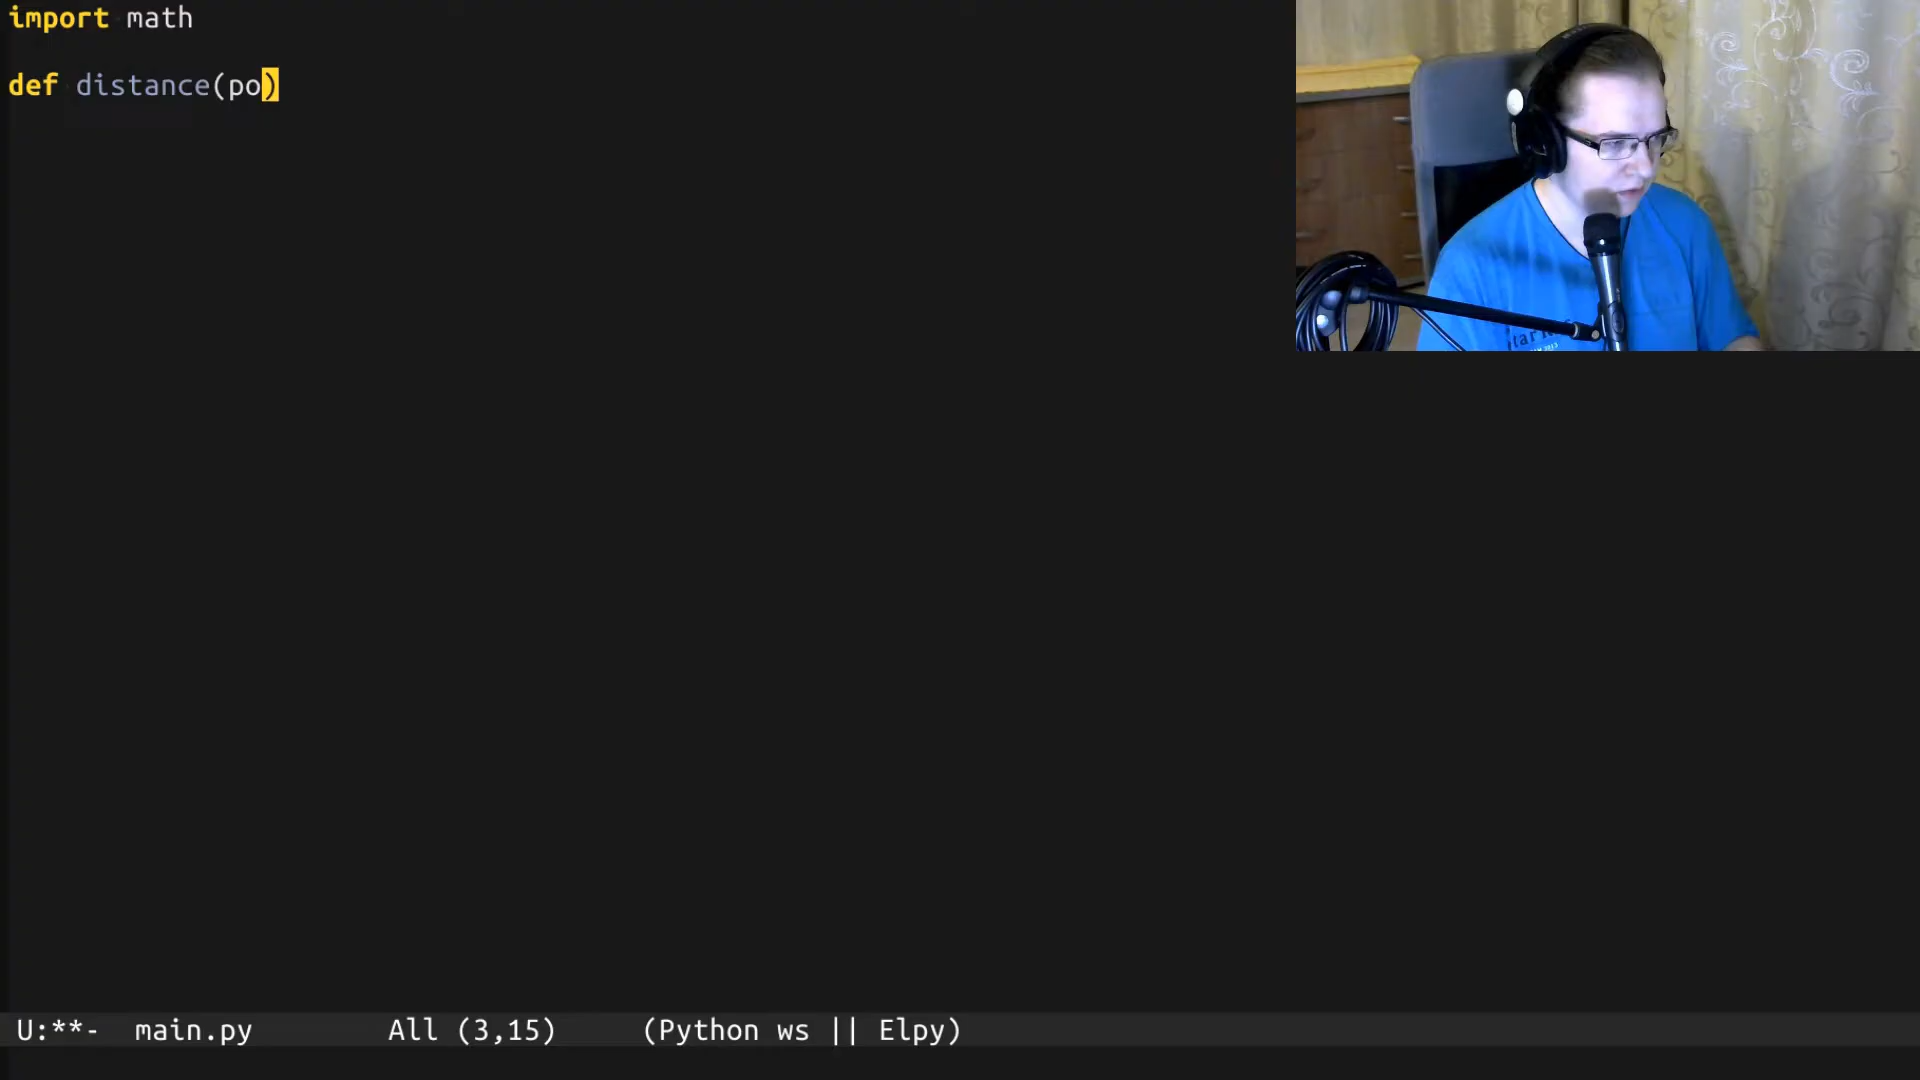 import math
def distance(po)
U:**-  main.py        All (3,15)     (Python ws || Elpy)